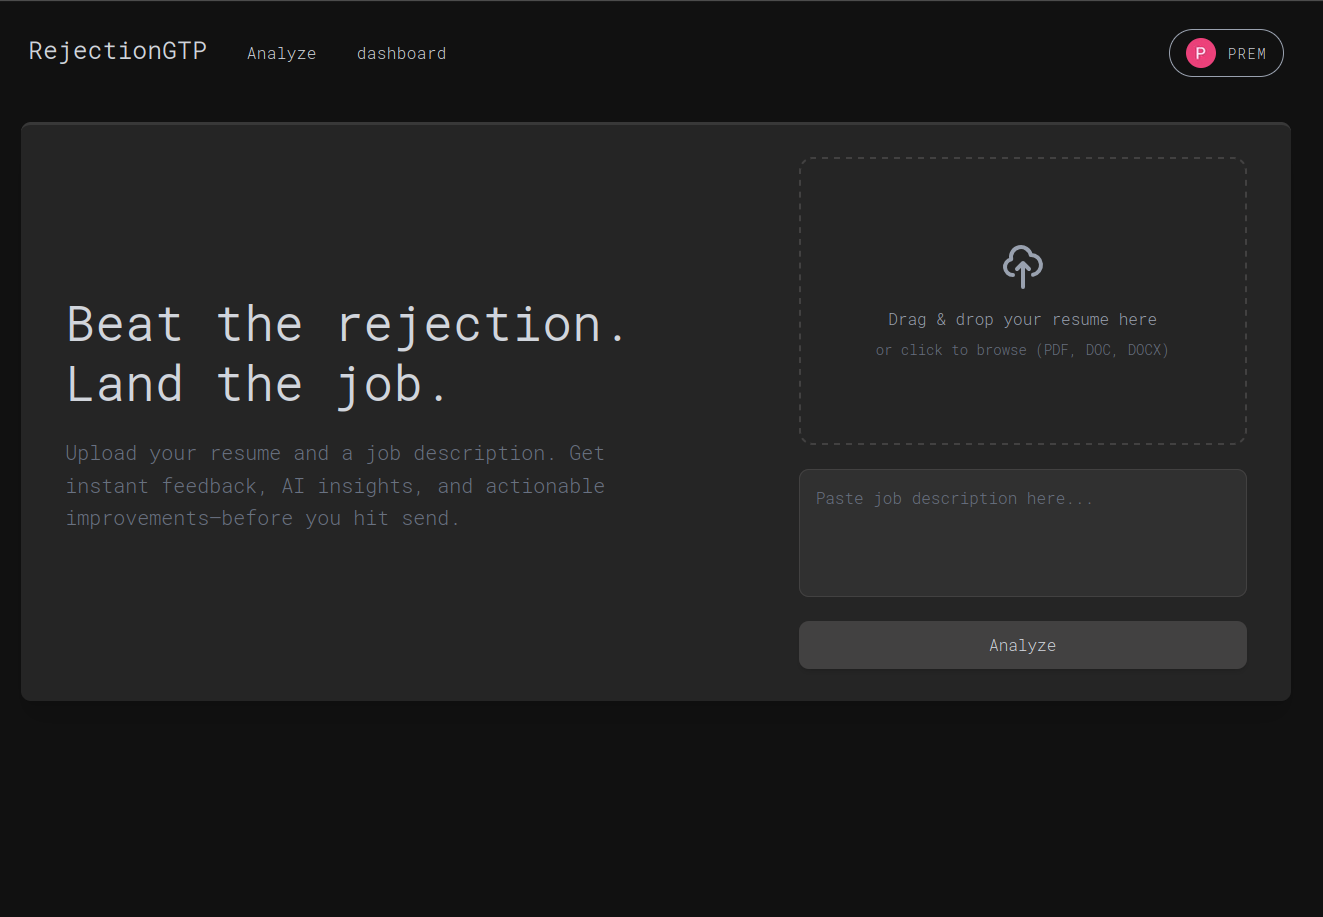 RejectionGTP
Analyze
dashboard
P
PREM
Beat the rejection.
Land the job.
Upload your resume and a job description. Get
instant feedback, AI insights, and actionable
improvements—before you hit send.
Drag & drop your resume here
or click to browse (PDF, DOC, DOCX)
Paste job description here...
Analyze